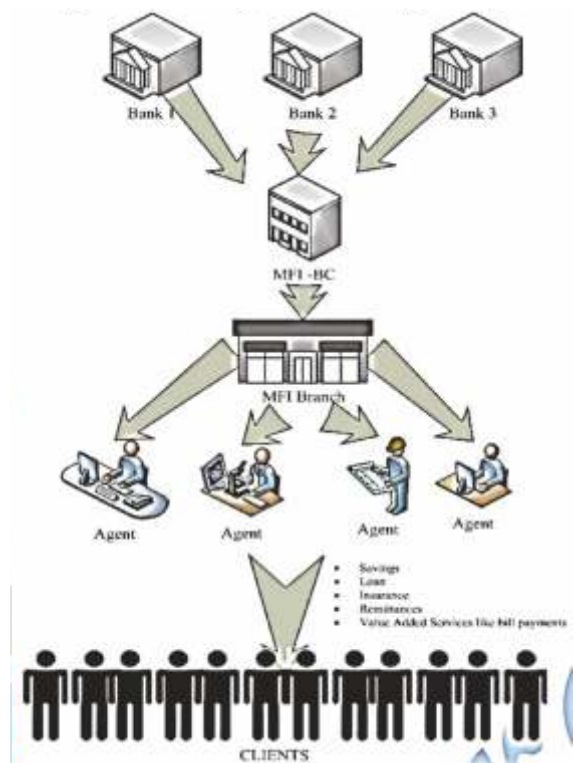 Bank 1
Bank 2
Bank 3
MFI -BC
MFI Branch
Agent
Agent
Agent
Agent
• Savings
• Loan
• Insurance
• Remittances
• Value Added Services like bill payments
CLIENTS